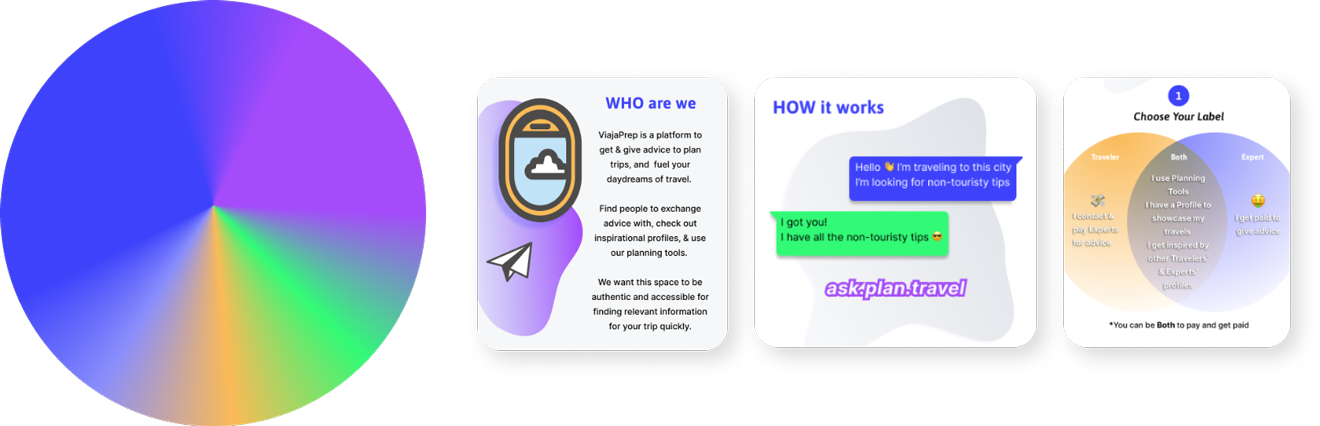 WHO are we
ViajaPrep is a platform to
get & give advice to plan
trips, and fuel your
daydreams of travel.
Find people to exchange
advice with, check out
inspirational profiles, & use
our planning tools.
We want this space to be
authentic and accessible for
finding relevant information
for your trip quickly.
HOW it works
Hello 👋 I'm traveling to this city
I'm looking for non-touristy tips
I got you!
I have all the non-touristy tips 😎
ask.plan.travel
1
Choose Your Label
Traveler
I contact &
pay Experts
for advice
Both
I use Planning
Tools
I have a Profile to
showcase my
travels
I get inspired by
other Travelers'
& Experts'
profiles
Expert
I get paid to
give advice
*You can be Both to pay and get paid